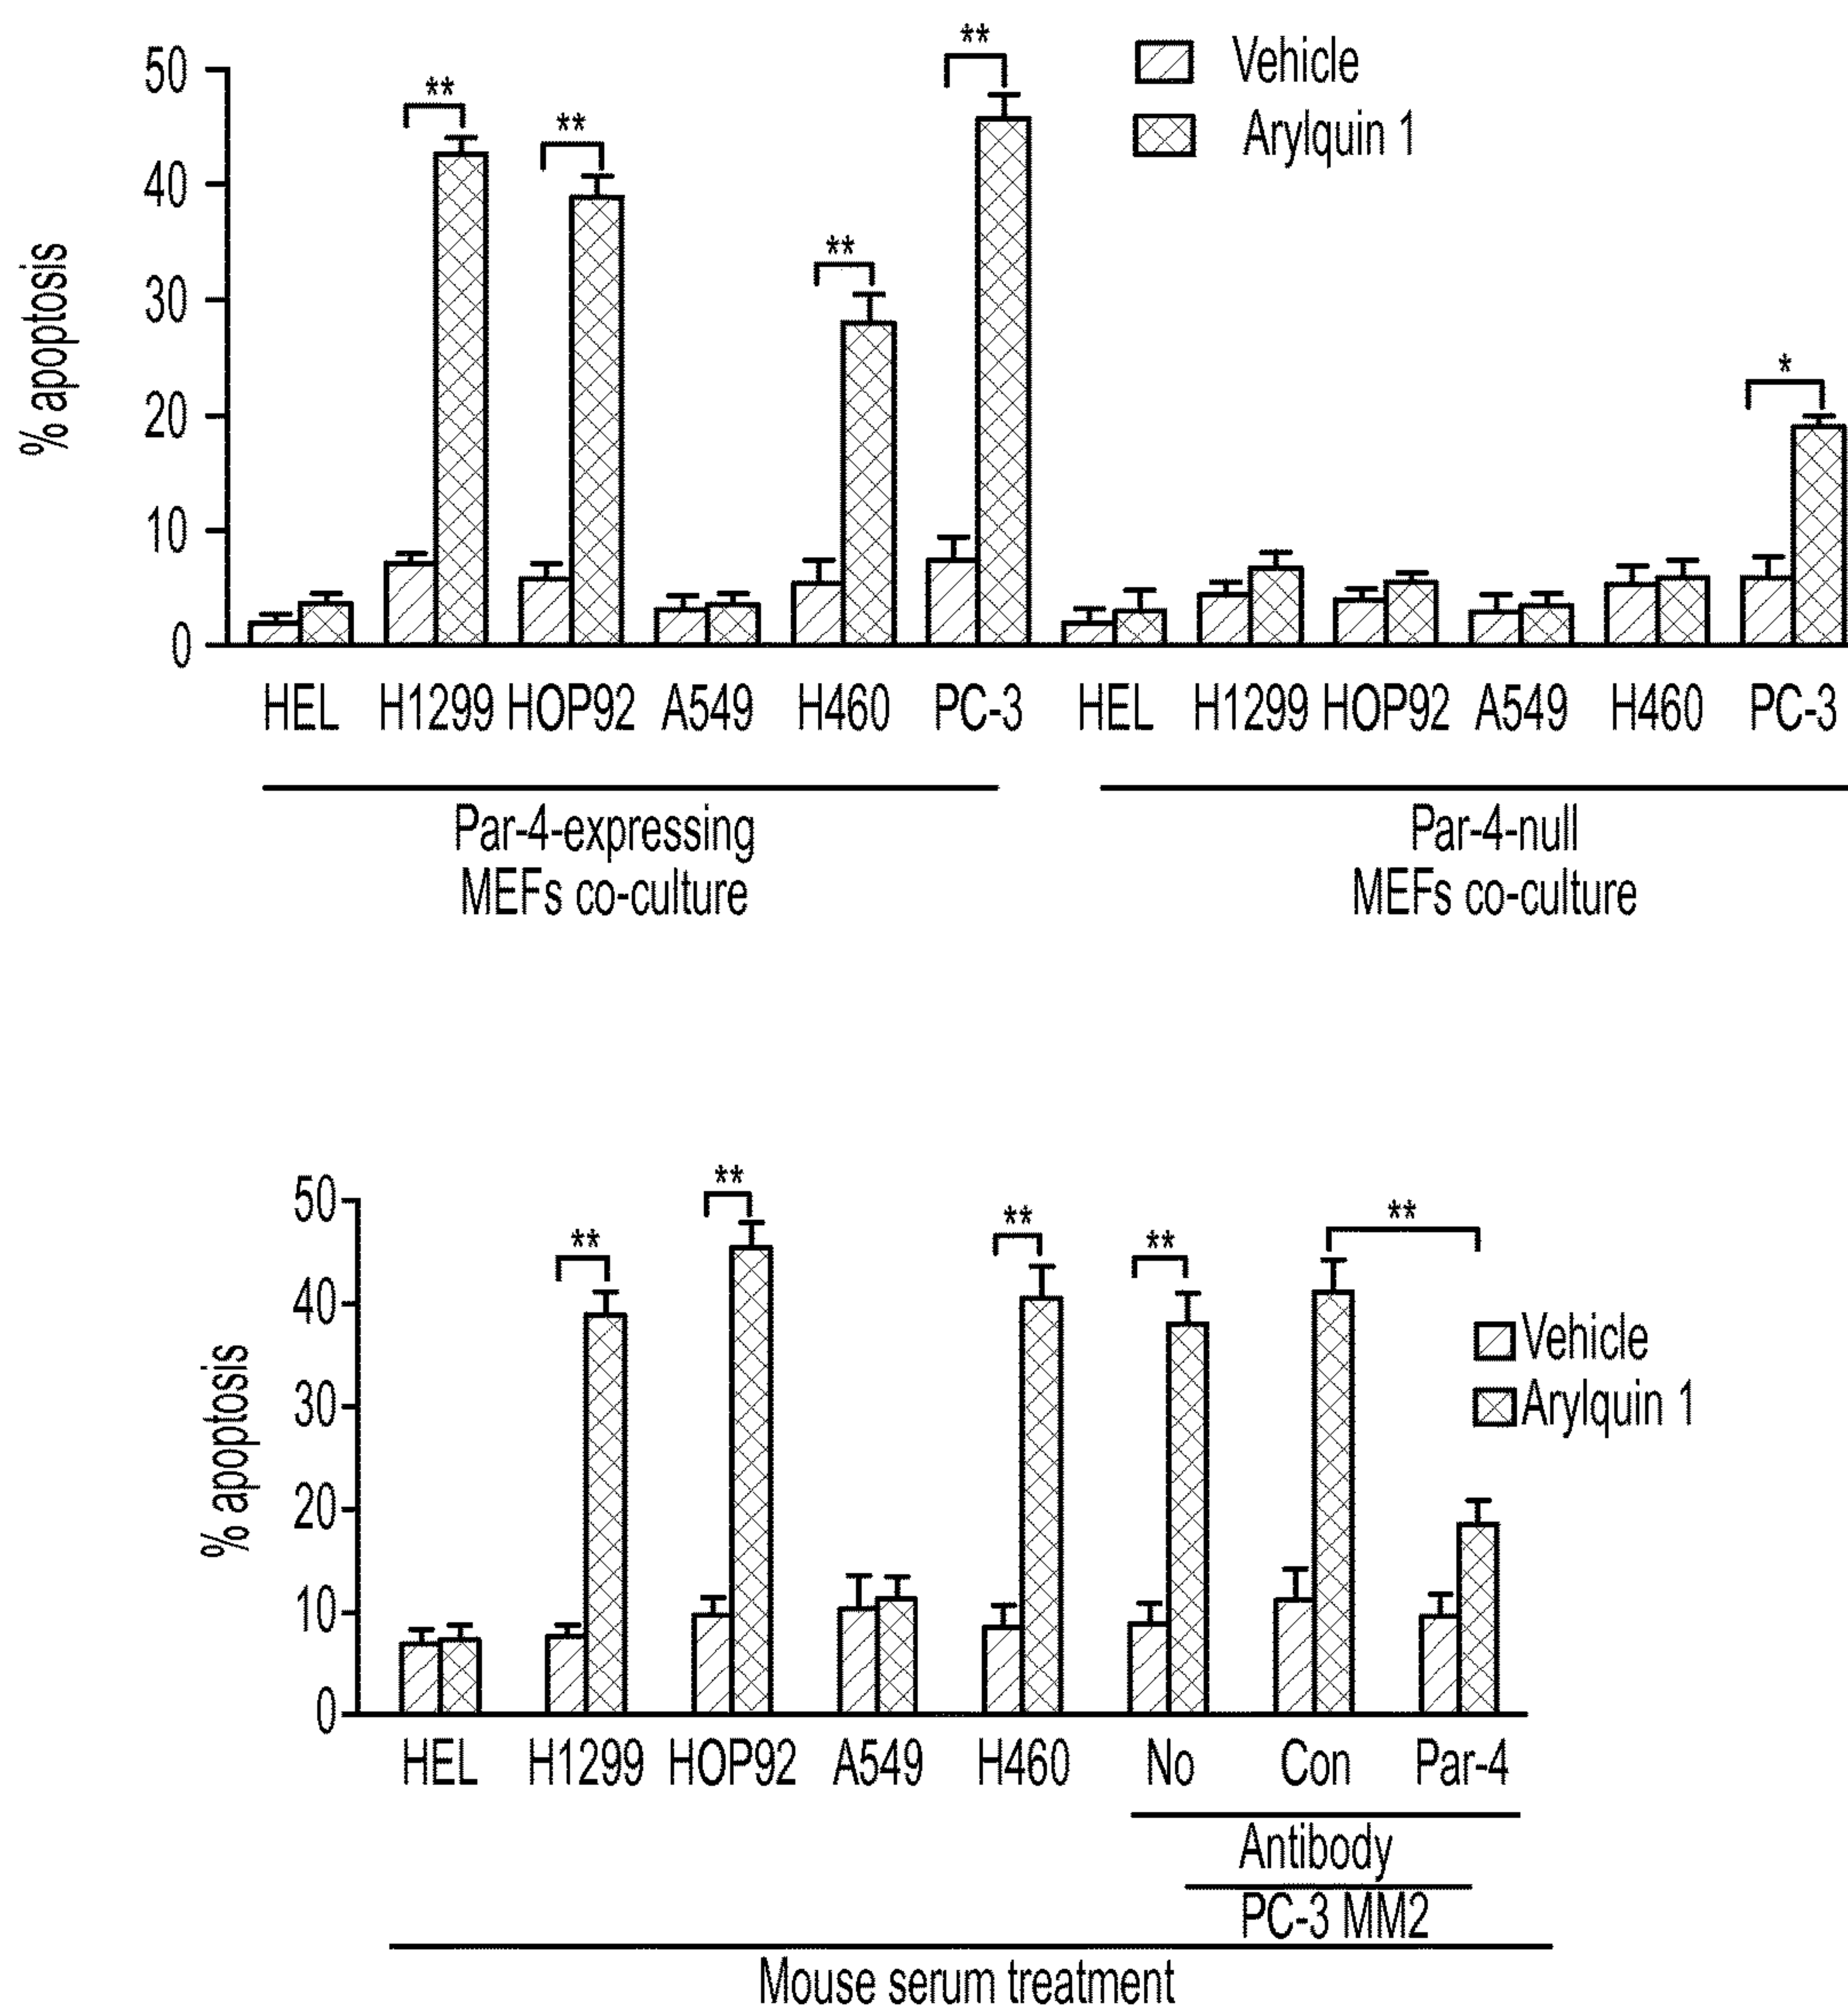 ** ** ** ** *
Vehicle
Arylquin 1
% apoptosis
50
40
30
20
10
0
HEL H1299 HOP92 A549 H460 PC-3 HEL H1299 HOP92 A549 H460 PC-3
Par-4-expressing
MEFs co-culture
Par-4-null
MEFs co-culture
** ** ** ** **
Vehicle
Arylquin 1
% apoptosis
50
40
30
20
10
0
HEL H1299 HOP92 A549 H460 No Con Par-4
Antibody
PC-3 MM2
Mouse serum treatment